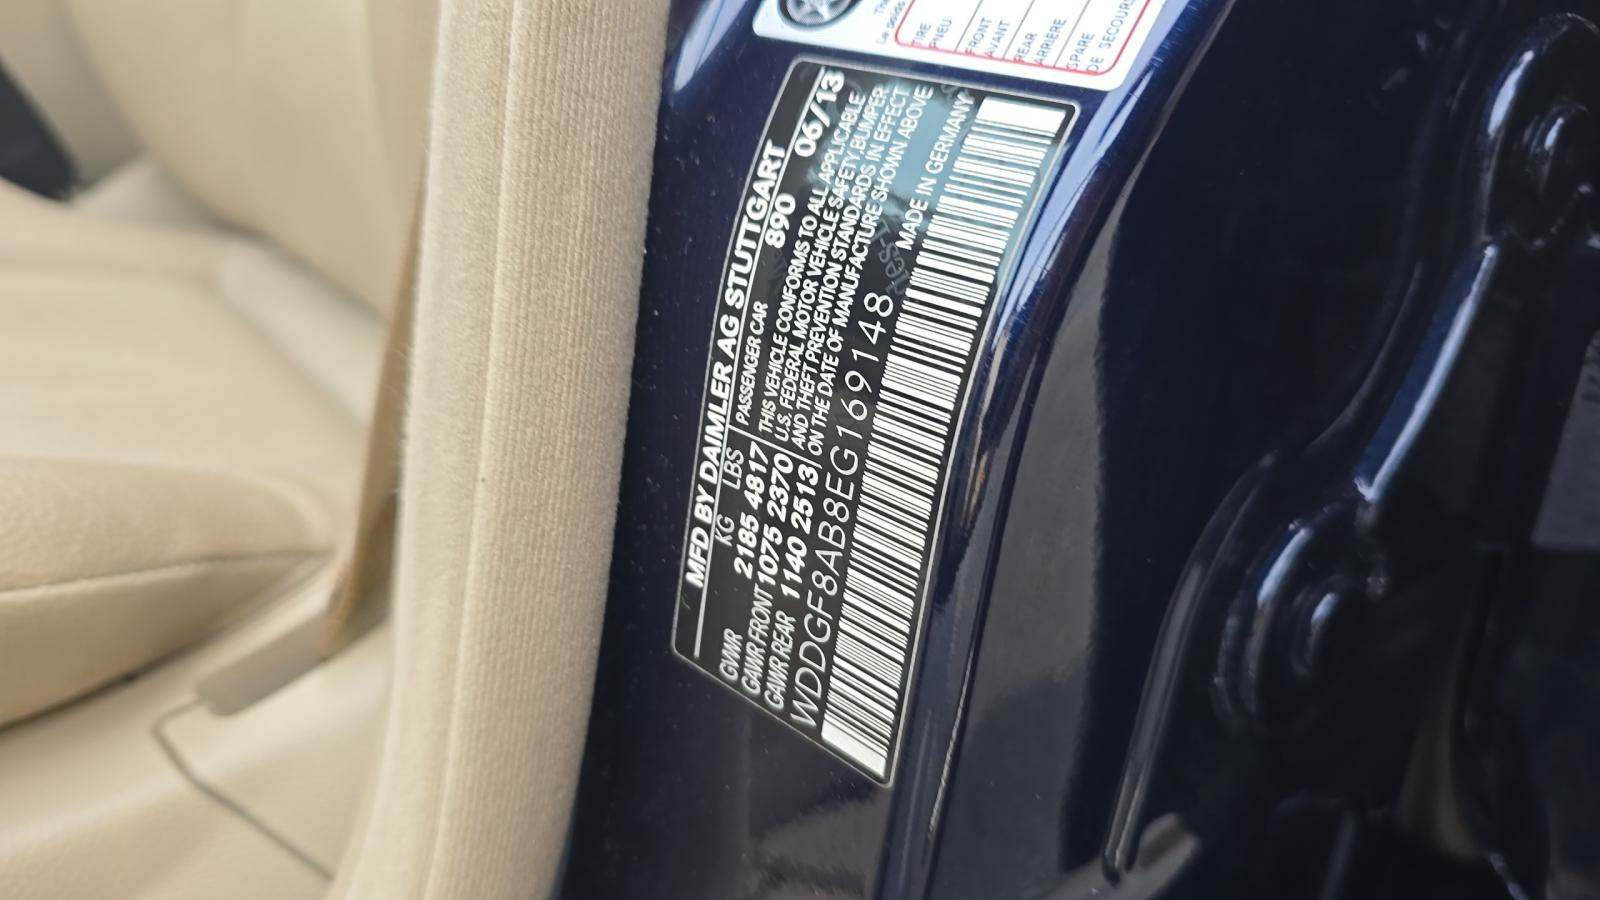 TIRE
PNEU
FRONT
AVANT
REAR
ARRIÈRE
SPARE
DE SECOURS
MFD BY DAIMLER AG STUTTGART
KG LBS PASSENGER CAR 890 06/13
GVWR 2185 4817 THIS VEHICLE CONFORMS TO ALL APPLICABLE
GAWR FRONT 1075 2370 U.S. FEDERAL MOTOR VEHICLE SAFETY, BUMPER,
GAWR REAR 1140 2513 AND THEFT PREVENTION STANDARDS IN EFFECT
ON THE DATE OF MANUFACTURE SHOWN ABOVE
WDDGF8AB8EG169148 MADE IN GERMANY